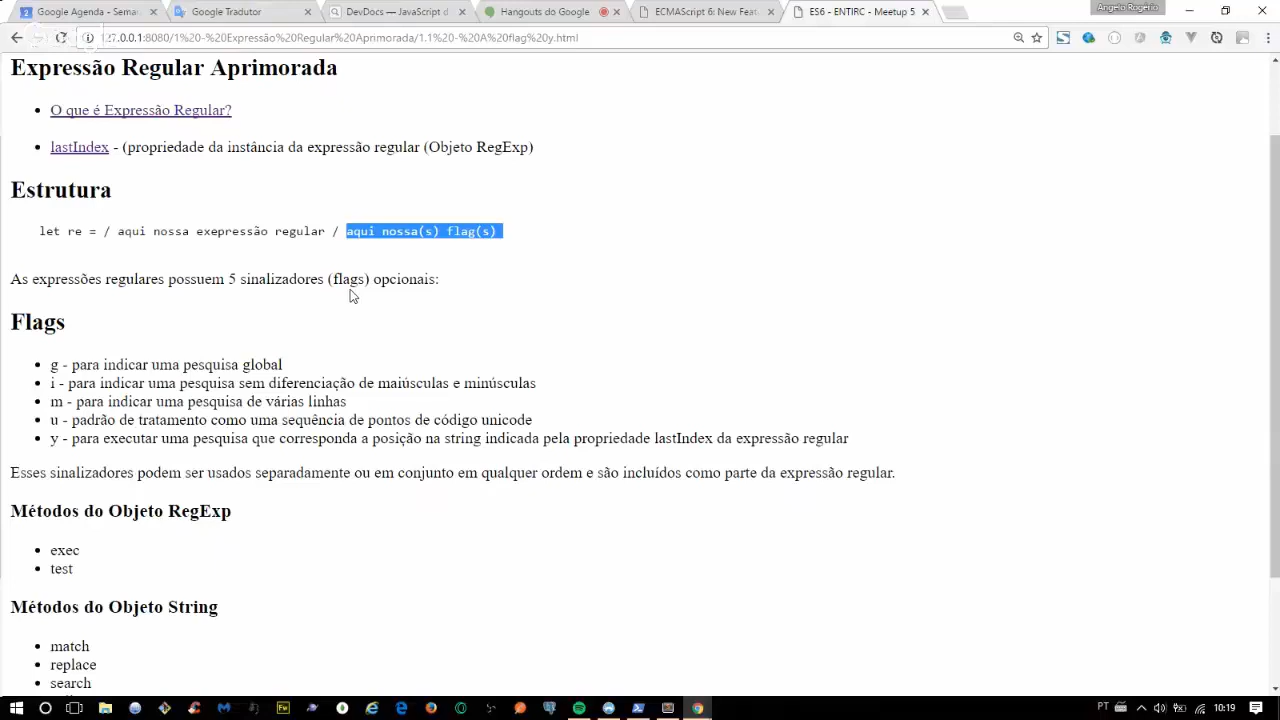 Google Agenda - Sema
Google Tradutor
DevDocs — JavaScript d
Hangouts do Google
ECMAScript 6: New Feat
ES6 - ENTIRC - Meetup 5
Angelo Rogério
127.0.0.1:8080/1%20-%20Expressão%20Regular%20Aprimorada/1.1%20-%20A%20flag%20y.html
Expressão Regular Aprimorada
O que é Expressão Regular?
lastIndex - (propriedade da instância da expressão regular (Objeto RegExp)
Estrutura
let re = / aqui nossa exepressão regular / aqui nossa(s) flag(s)
As expressões regulares possuem 5 sinalizadores (flags) opcionais:
Flags
g - para indicar uma pesquisa global
i - para indicar uma pesquisa sem diferenciação de maiúsculas e minúsculas
m - para indicar uma pesquisa de várias linhas
u - padrão de tratamento como uma sequência de pontos de código unicode
y - para executar uma pesquisa que corresponda a posição na string indicada pela propriedade lastIndex da expressão regular
Esses sinalizadores podem ser usados separadamente ou em conjunto em qualquer ordem e são incluídos como parte da expressão regular.
Métodos do Objeto RegExp
exec
test
Métodos do Objeto String
match
replace
search
PT
10:19